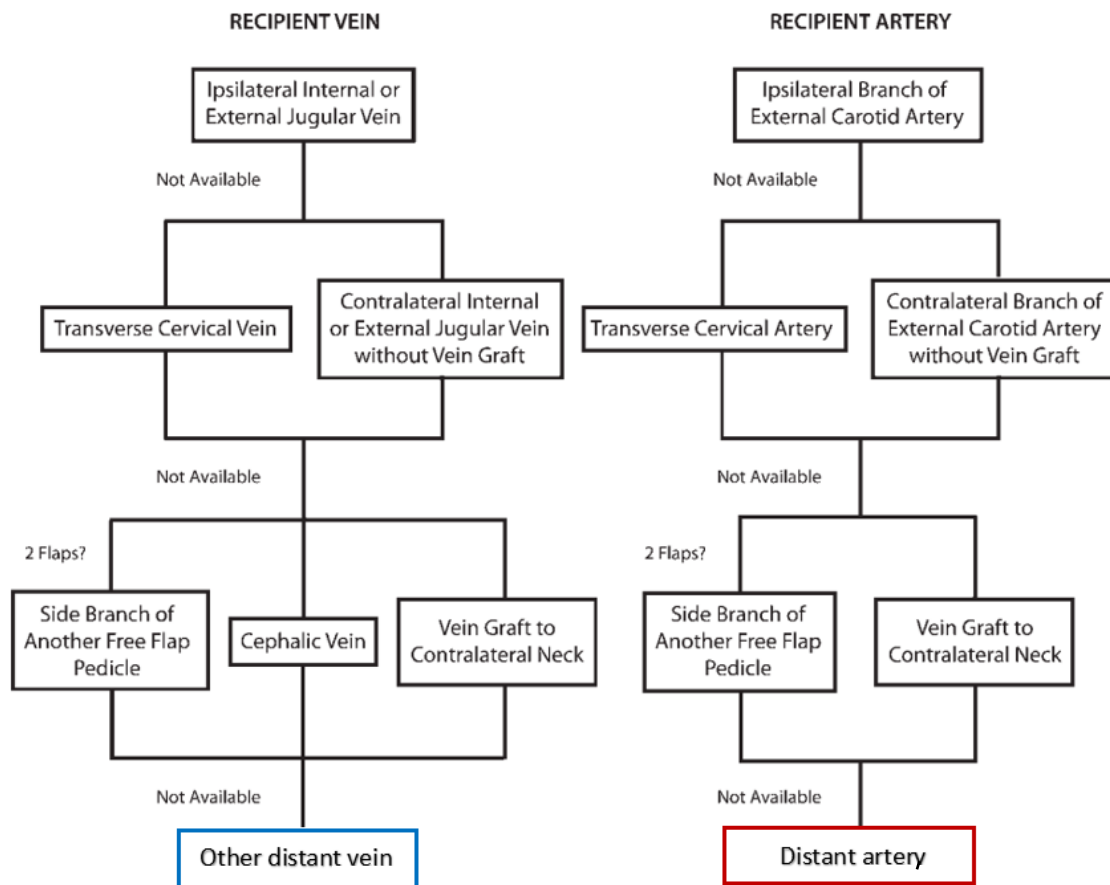 RECIPIENT VEIN
Ipsilateral Internal or
External Jugular Vein
Not Available
Transverse Cervical Vein
Contralateral Internal
or External Jugular Vein
without Vein Graft
Not Available
2 Flaps?
Side Branch of
Another Free Flap
Pedicle
Cephalic Vein
Vein Graft to
Contralateral Neck
Not Available
Other distant vein
RECIPIENT ARTERY
Ipsilateral Branch of
External Carotid Artery
Not Available
Transverse Cervical Artery
Contralateral Branch of
External Carotid Artery
without Vein Graft
Not Available
2 Flaps?
Side Branch of
Another Free Flap
Pedicle
Vein Graft to
Contralateral Neck
Not Available
Distant artery